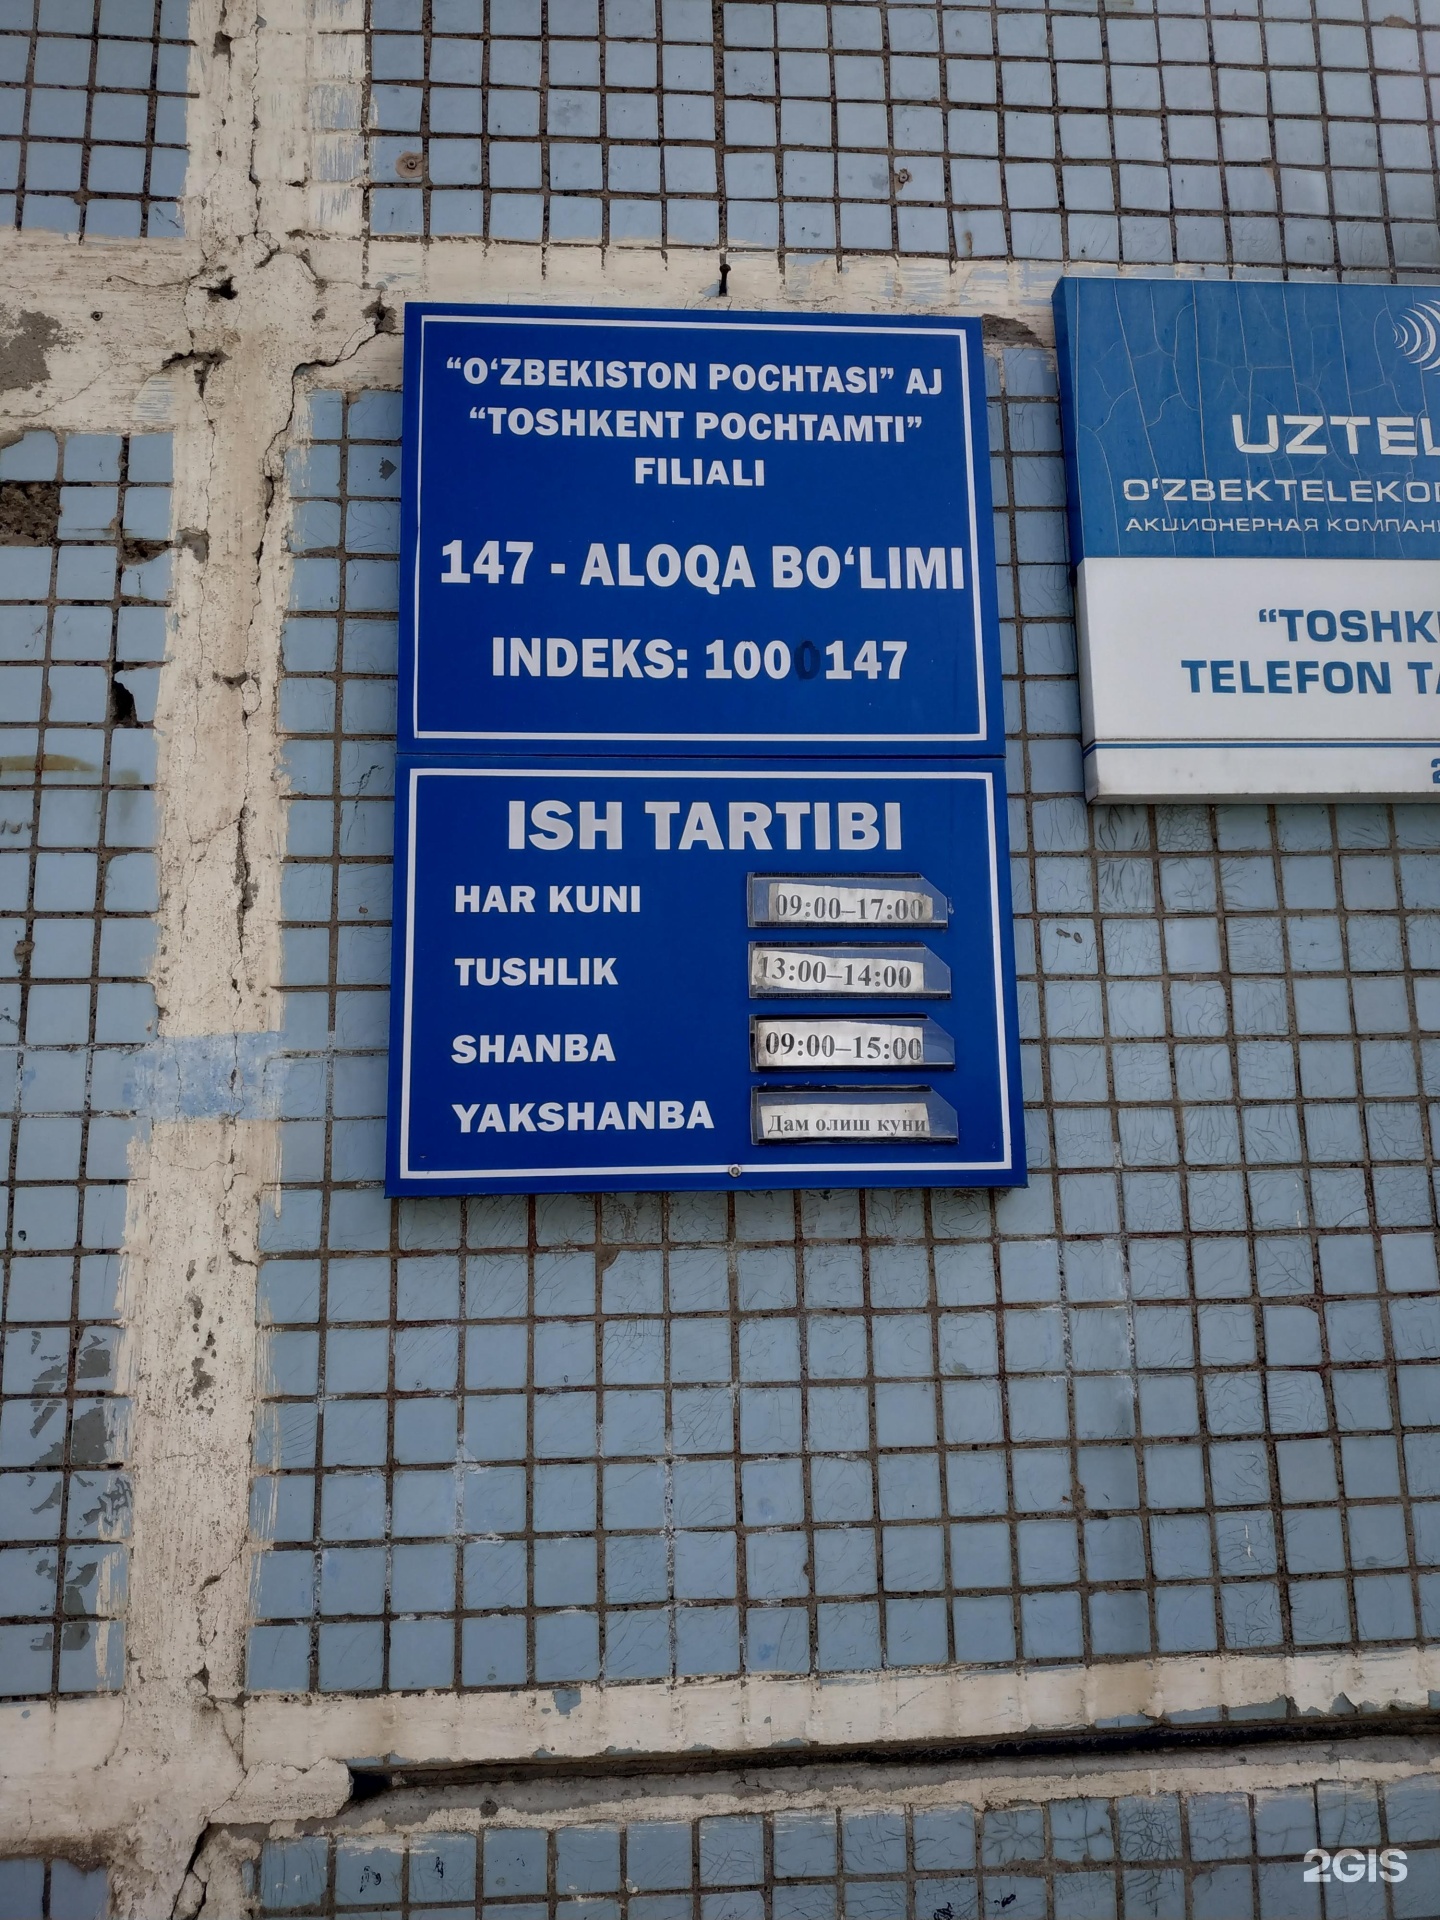 “O‘ZBEKISTON POCHTASI” AJ
“TOSHKENT POCHTAMTI”
FILIALI
147 - ALOQA BO‘LIMI
INDEKS: 100147
ISH TARTIBI
HAR KUNI 09:00–17:00
TUSHLIK 13:00–14:00
SHANBA 09:00–15:00
YAKSHANBA Дам олиш куни
UZTEL
O‘ZBEKTELEKO
АКЦИОНЕРНАЯ КОМПАН
“TOSHK
TELEFON TA
2GIS